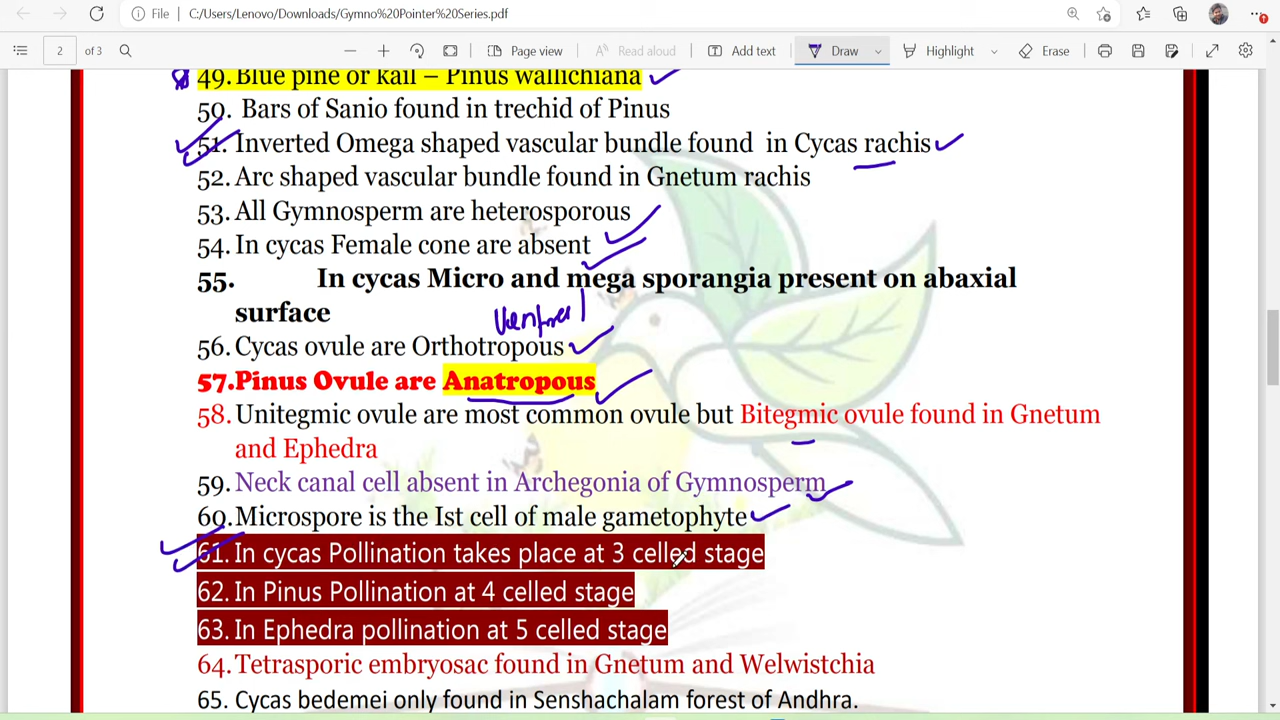 File C:/Users/Lenovo/Downloads/Gymno%20Pointer%20Series.pdf
2 of 3 Page view Read aloud Add text Draw Highlight Erase
49. Blue pine or kail – Pinus wallichiana
50. Bars of Sanio found in trechid of Pinus
51. Inverted Omega shaped vascular bundle found in Cycas rachis
52. Arc shaped vascular bundle found in Gnetum rachis
53. All Gymnosperm are heterosporous
54. In cycas Female cone are absent
55. In cycas Micro and mega sporangia present on abaxial
surface
56. Cycas ovule are Orthotropous
57.Pinus Ovule are Anatropous
58. Unitegmic ovule are most common ovule but Bitegmic ovule found in Gnetum
and Ephedra
59. Neck canal cell absent in Archegonia of Gymnosperm
60. Microspore is the Ist cell of male gametophyte
61. In cycas Pollination takes place at 3 celled stage
62. In Pinus Pollination at 4 celled stage
63. In Ephedra pollination at 5 celled stage
64. Tetrasporic embryosac found in Gnetum and Welwistchia
65. Cycas bedemei only found in Senshachalam forest of Andhra.